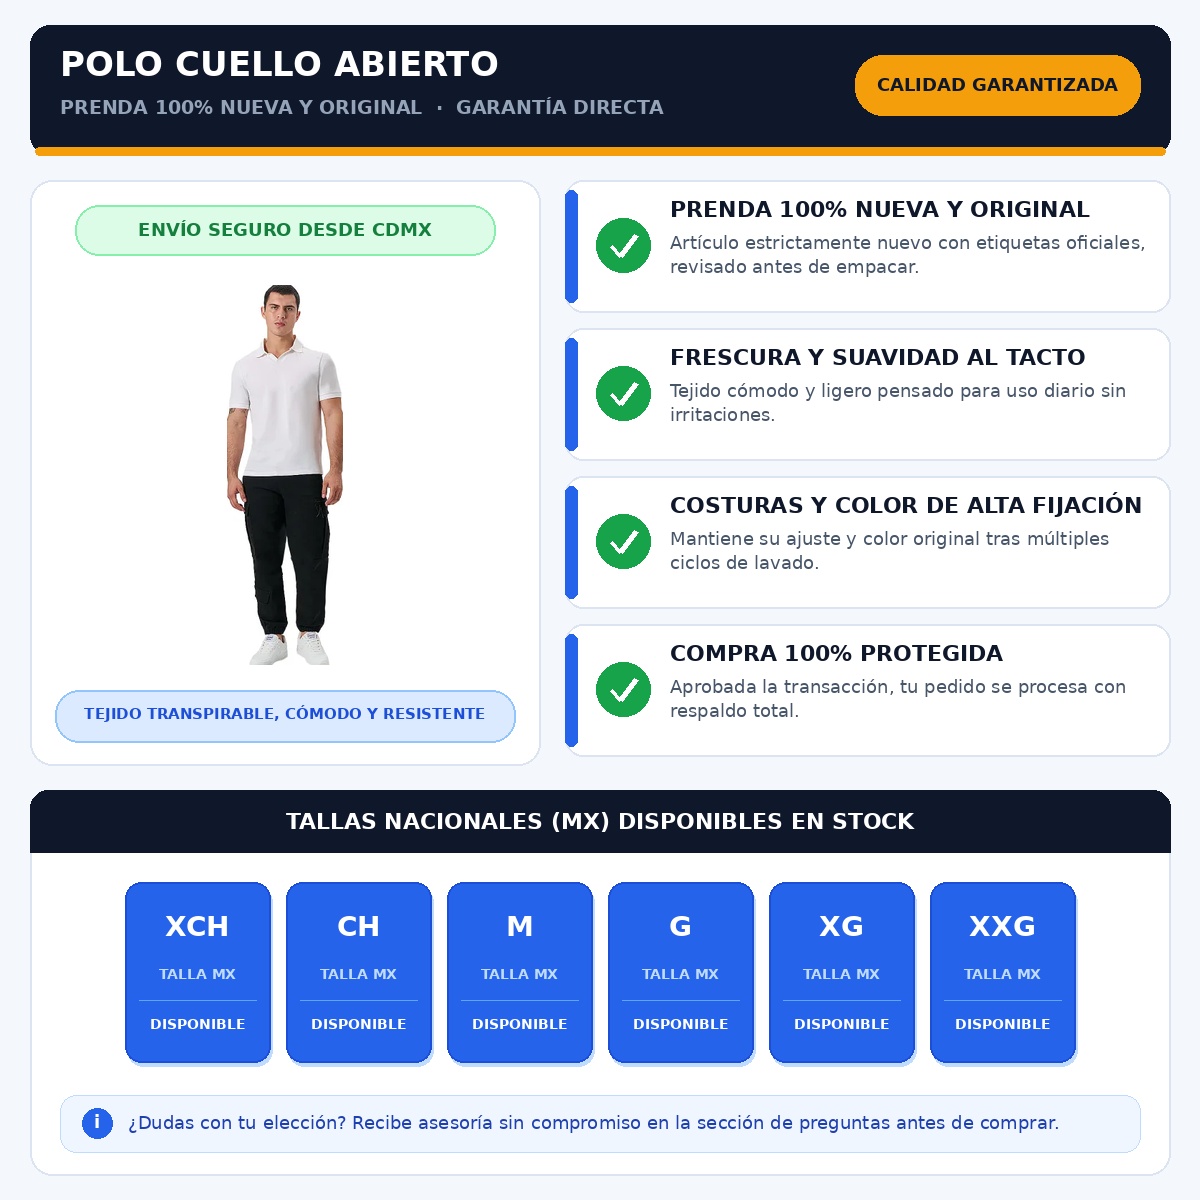 POLO CUELLO ABIERTO
PRENDA 100% NUEVA Y ORIGINAL · GARANTÍA DIRECTA
CALIDAD GARANTIZADA
ENVÍO SEGURO DESDE CDMX
TEJIDO TRANSPIRABLE, CÓMODO Y RESISTENTE
PRENDA 100% NUEVA Y ORIGINAL
Artículo estrictamente nuevo con etiquetas oficiales,
revisado antes de empacar.
FRESCURA Y SUAVIDAD AL TACTO
Tejido cómodo y ligero pensado para uso diario sin
irritaciones.
COSTURAS Y COLOR DE ALTA FIJACIÓN
Mantiene su ajuste y color original tras múltiples
ciclos de lavado.
COMPRA 100% PROTEGIDA
Aprobada la transacción, tu pedido se procesa con
respaldo total.
TALLAS NACIONALES (MX) DISPONIBLES EN STOCK
XCH
TALLA MX
DISPONIBLE
CH
TALLA MX
DISPONIBLE
M
TALLA MX
DISPONIBLE
G
TALLA MX
DISPONIBLE
XG
TALLA MX
DISPONIBLE
XXG
TALLA MX
DISPONIBLE
i ¿Dudas con tu elección? Recibe asesoría sin compromiso en la sección de preguntas antes de comprar.